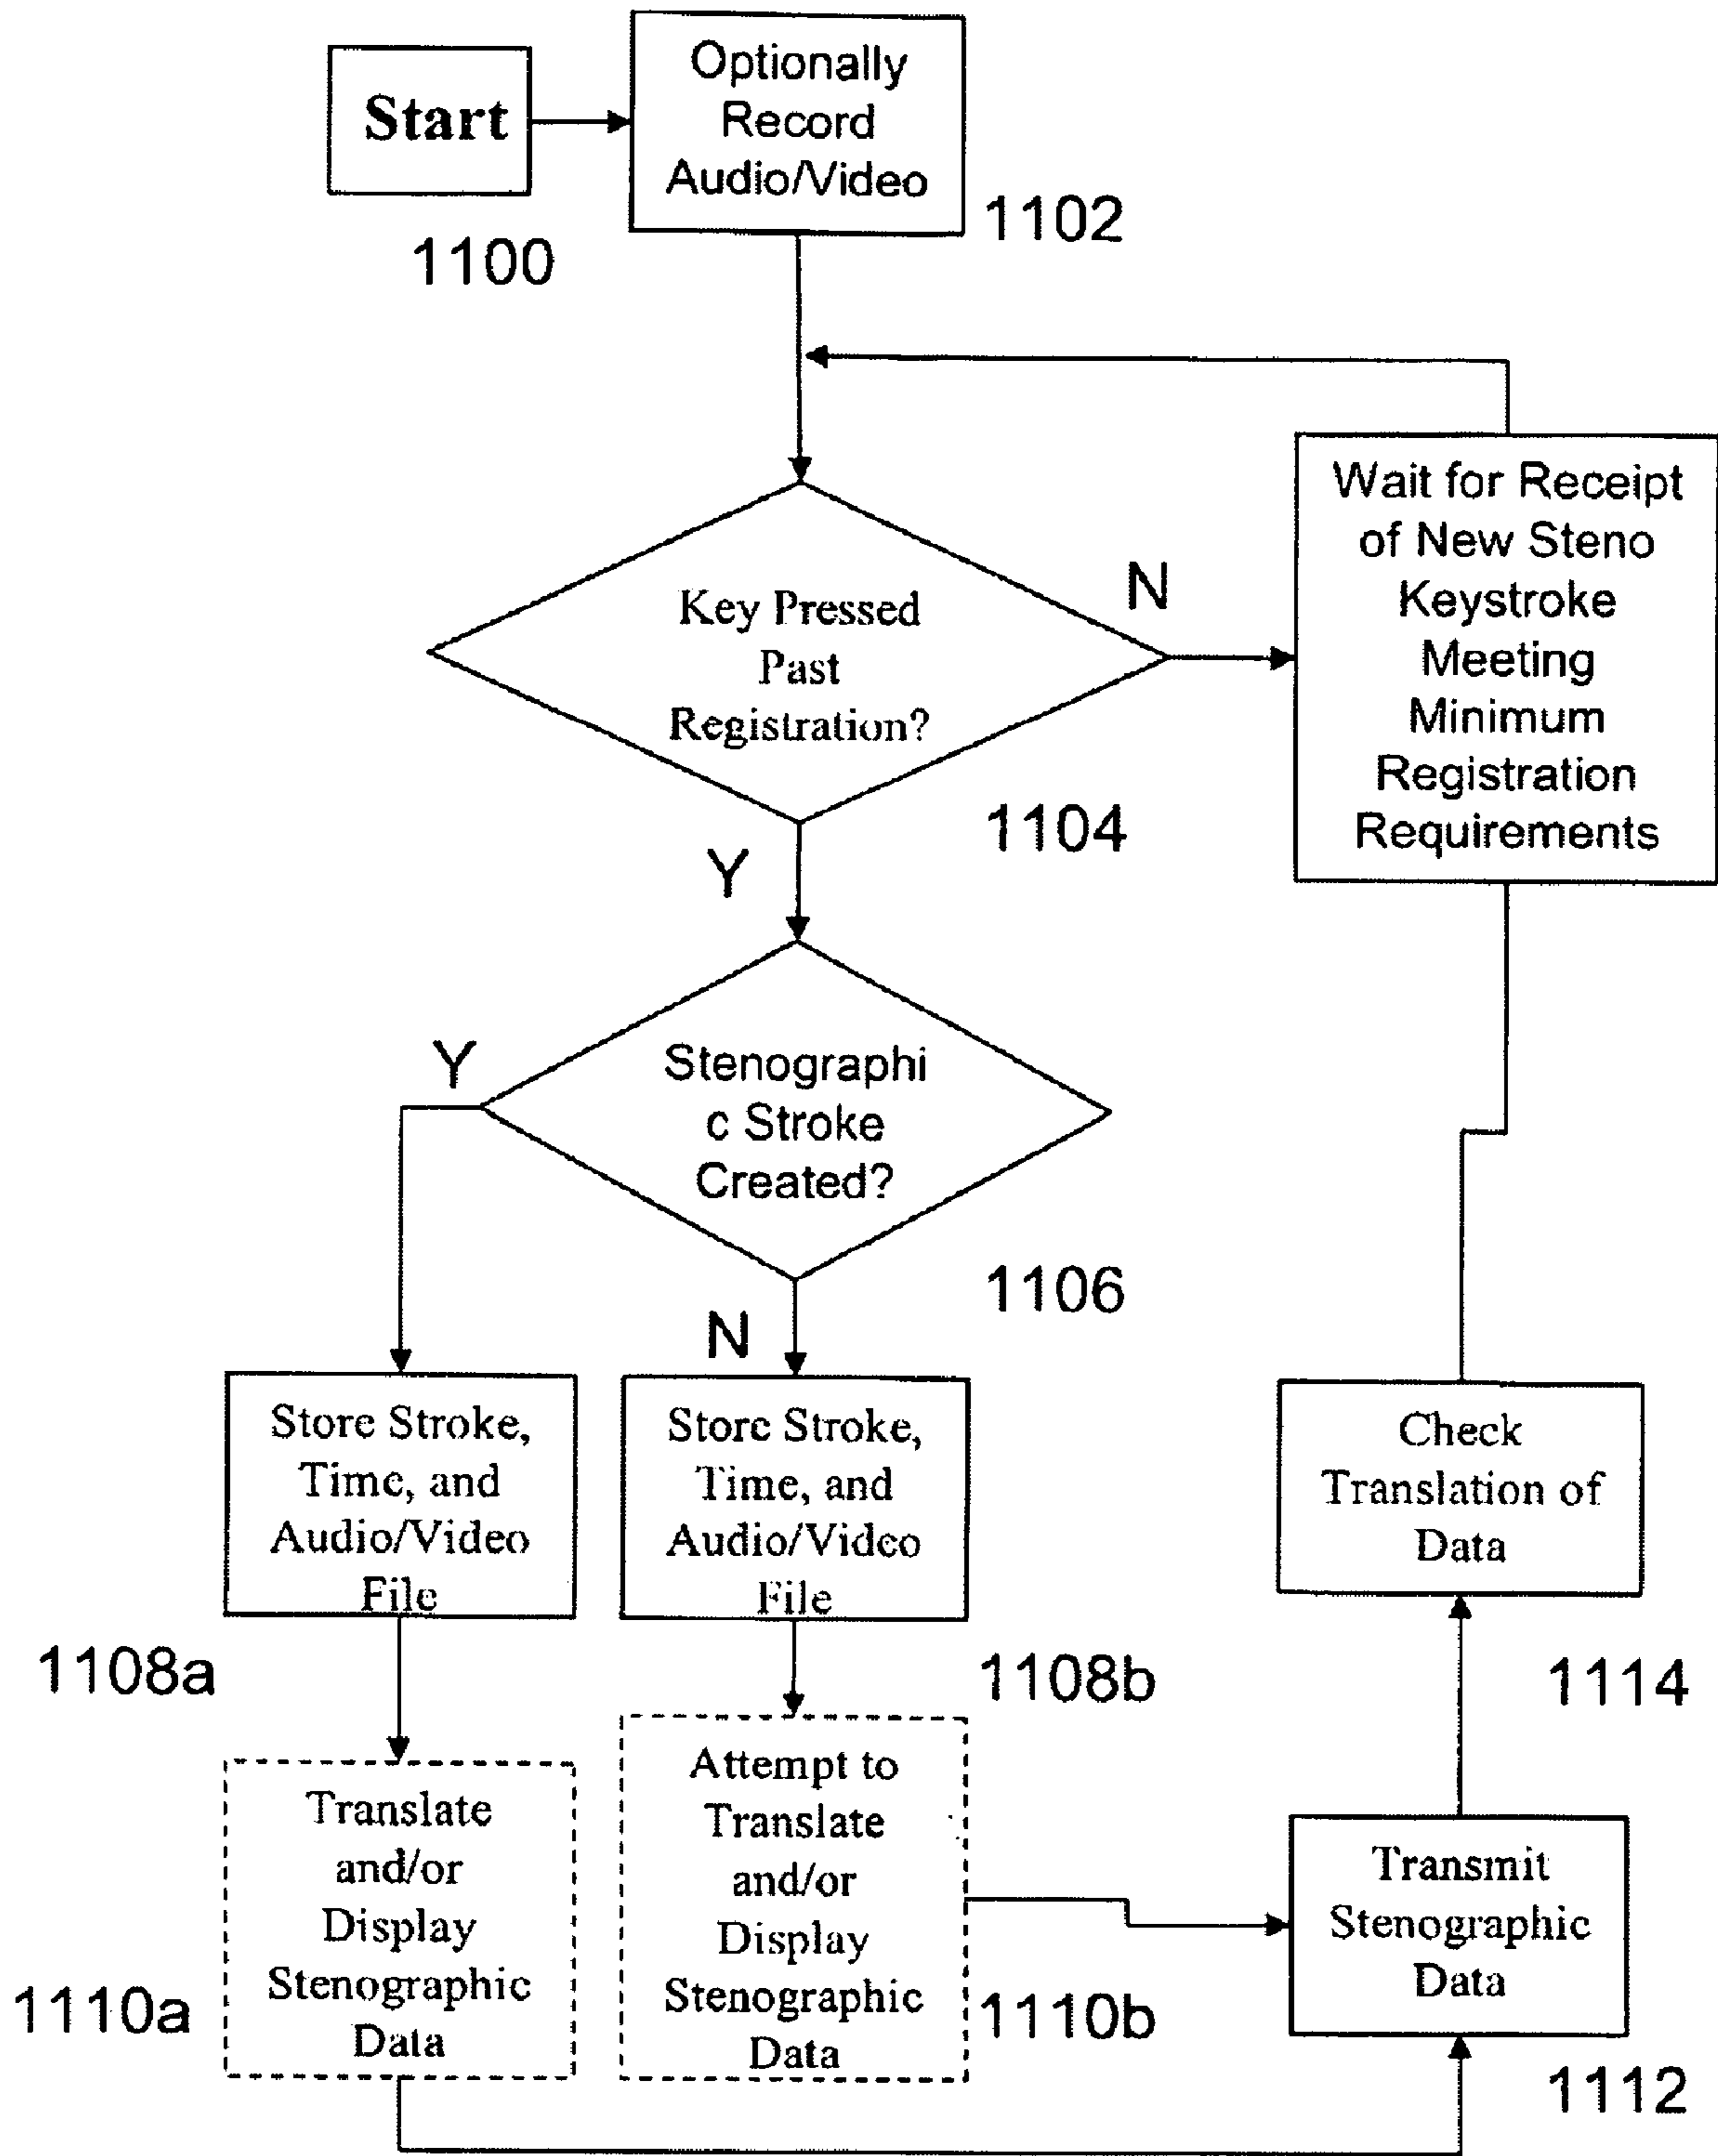 Start
1100
Optionally
Record
Audio/Video
1102
Key Pressed
Past
Registration?
1104
N
Wait for Receipt
of New Steno
Keystroke
Meeting
Minimum
Registration
Requirements
Y
Stenographi
c Stroke
Created?
1106
Y
N
Store Stroke,
Time, and
Audio/Video
File
1108a
Store Stroke,
Time, and
Audio/Video
File
1108b
Translate
and/or
Display
Stenographic
Data
1110a
Attempt to
Translate
and/or
Display
Stenographic
Data
1110b
Transmit
Stenographic
Data
1112
Check
Translation of
Data
1114